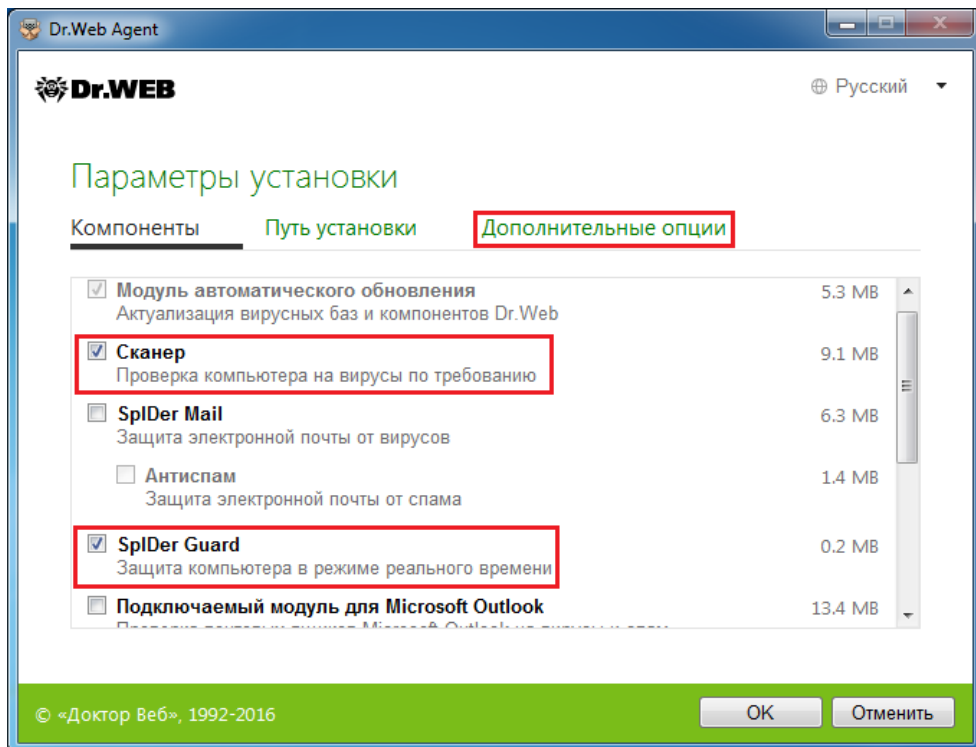 Dr.Web Agent
Dr.WEB
Русский
Параметры установки
Компоненты Путь установки Дополнительные опции
Модуль автоматического обновления 5.3 MB
Актуализация вирусных баз и компонентов Dr.Web
Сканер 9.1 MB
Проверка компьютера на вирусы по требованию
SpIDer Mail 6.3 MB
Защита электронной почты от вирусов
Антиспам 1.4 MB
Защита электронной почты от спама
SpIDer Guard 0.2 MB
Защита компьютера в режиме реального времени
Подключаемый модуль для Microsoft Outlook 13.4 MB
© «Доктор Веб», 1992-2016
OK Отменить